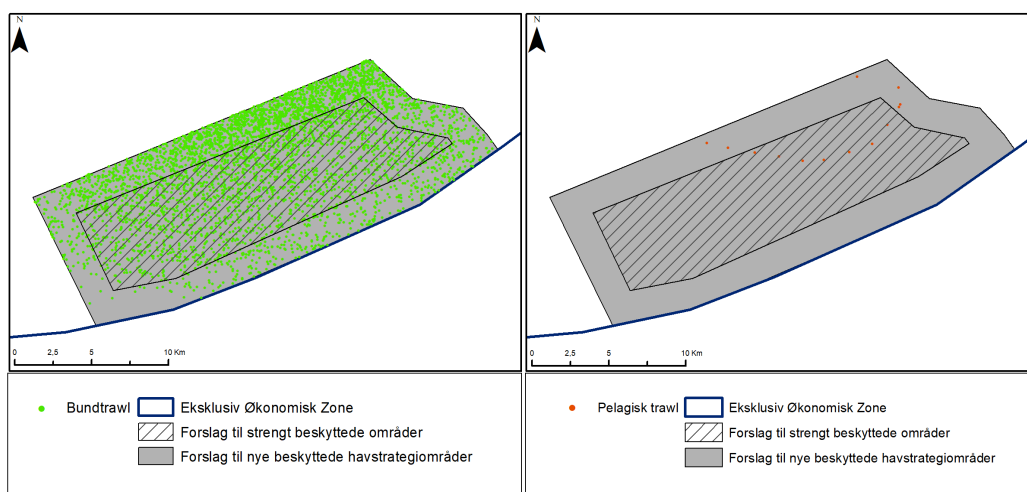 N
0 2,5 5 10 Km
Bundtrawl
Eksklusiv Økonomisk Zone
Forslag til strengt beskyttede områder
Forslag til nye beskyttede havstrategiområder
N
0 2,5 5 10 Km
Pelagisk trawl
Eksklusiv Økonomisk Zone
Forslag til strengt beskyttede områder
Forslag til nye beskyttede havstrategiområder